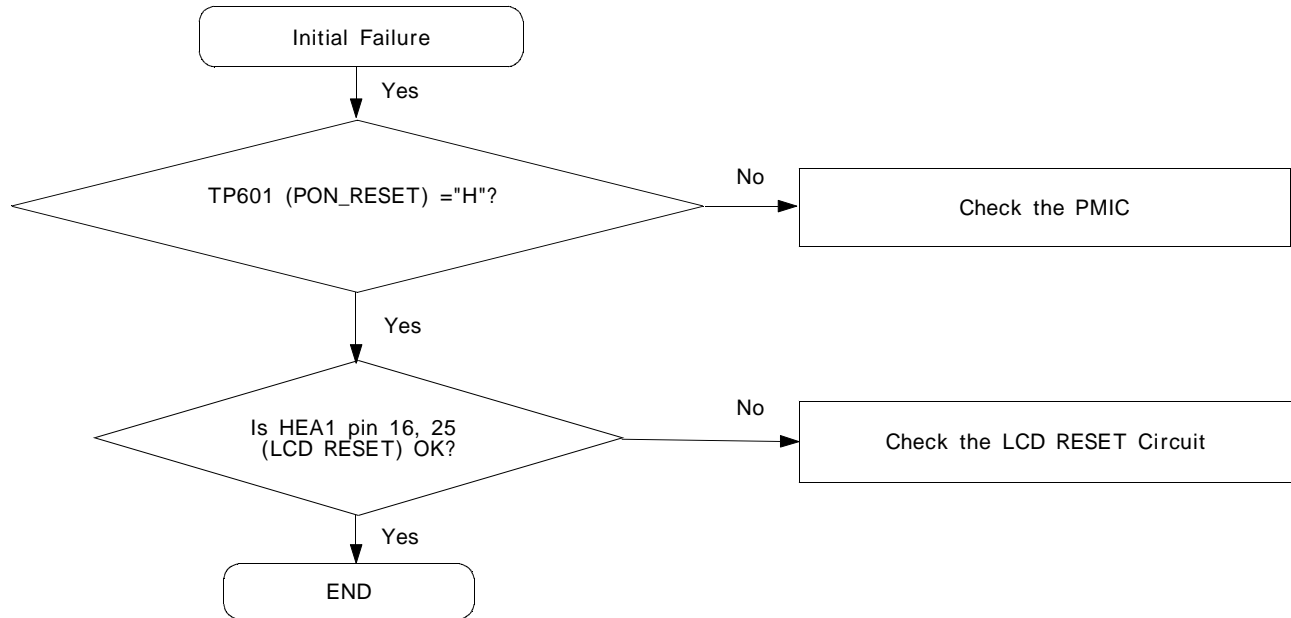 Initial Failure
Yes
TP601 (PON_RESET) ="H"?
No
Check the PMIC
Yes
Is HEA1 pin 16, 25
(LCD RESET) OK?
No
Check the LCD RESET Circuit
Yes
END